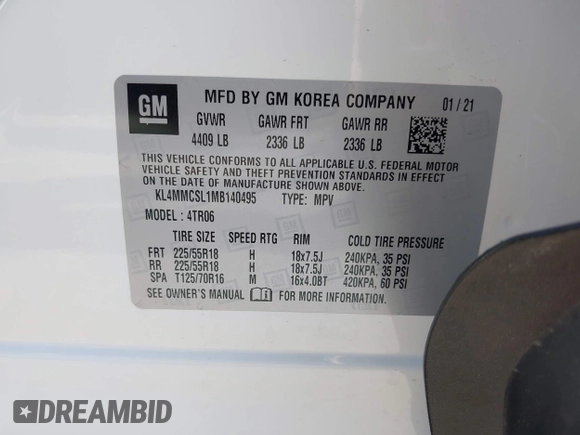 GM
MFD BY GM KOREA COMPANY 01 / 21
GVWR GAWR FRT GAWR RR
4409 LB 2336 LB 2336 LB
THIS VEHICLE CONFORMS TO ALL APPLICABLE U.S. FEDERAL MOTOR
VEHICLE SAFETY AND THEFT PREVENTION STANDARDS IN EFFECT
ON THE DATE OF MANUFACTURE SHOWN ABOVE.
KL4MMCSL1MB140495 TYPE: MPV
MODEL : 4TR06
TIRE SIZE SPEED RTG RIM COLD TIRE PRESSURE
FRT 225/55R18 H 18x7.5J 240KPA, 35 PSI
RR 225/55R18 H 18x7.5J 240KPA, 35 PSI
SPA T125/70R16 M 16x4.0BT 420KPA, 60 PSI
SEE OWNER'S MANUAL FOR MORE INFORMATION.
DREAMBID